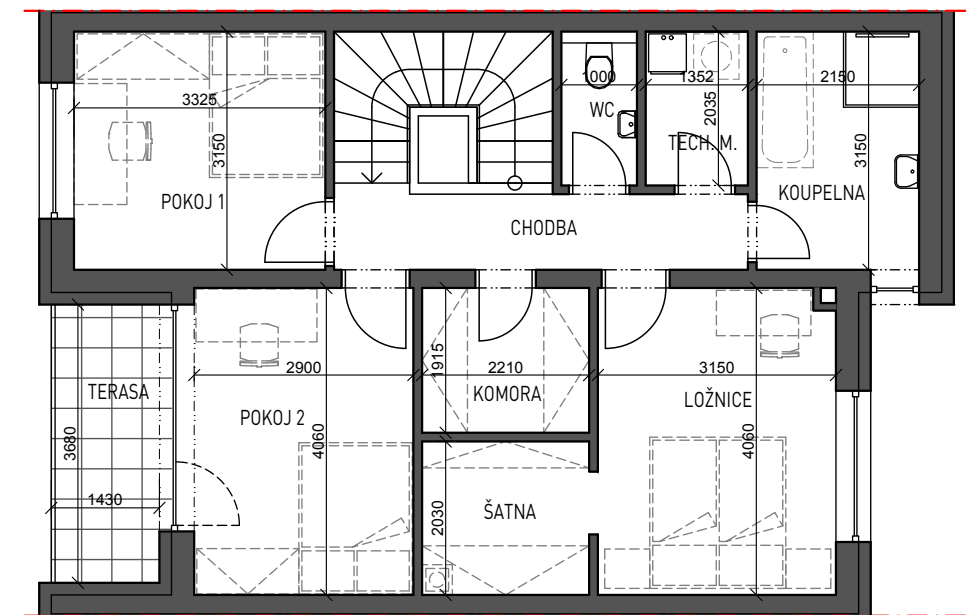 3325
3150
POKOJ 1
1000
WC
1352
2035
TECH. M.
2150
3150
KOUPELNA
CHODBA
TERASA
3680
1430
2900
POKOJ 2
4060
1915
2210
KOMORA
3150
LOŽNICE
4060
2030
ŠATNA